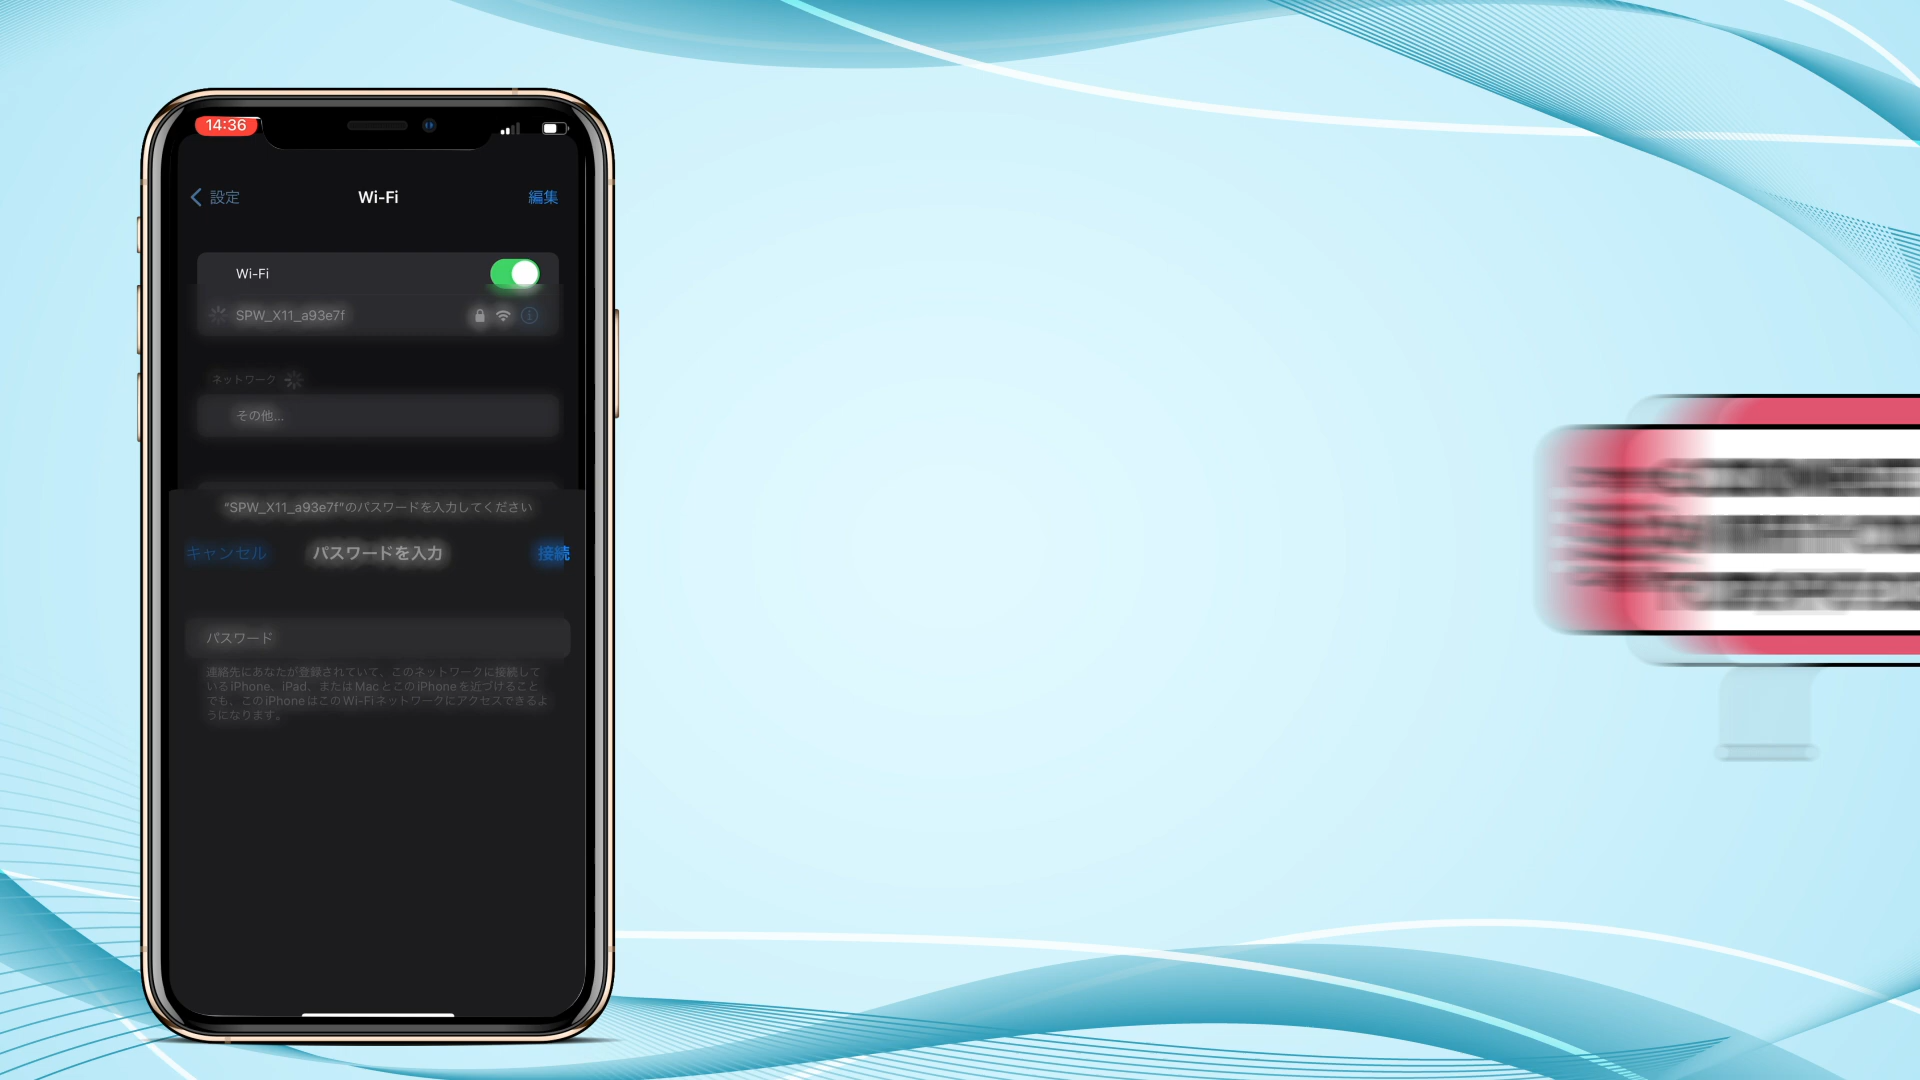 14:36
設定
Wi-Fi
編集
Wi-Fi
SPW_X11_a93e7f
ネットワーク
その他...
“SPW_X11_a93e7f”のパスワードを入力してください
キャンセル
パスワードを入力
接続
パスワード
連絡先にあなたが登録されていて、このネットワークに接続して
いるiPhone、iPad、またはMacとこのiPhoneを近づけること
でも、このiPhoneはこのWi-Fiネットワークにアクセスできるよ
うになります。